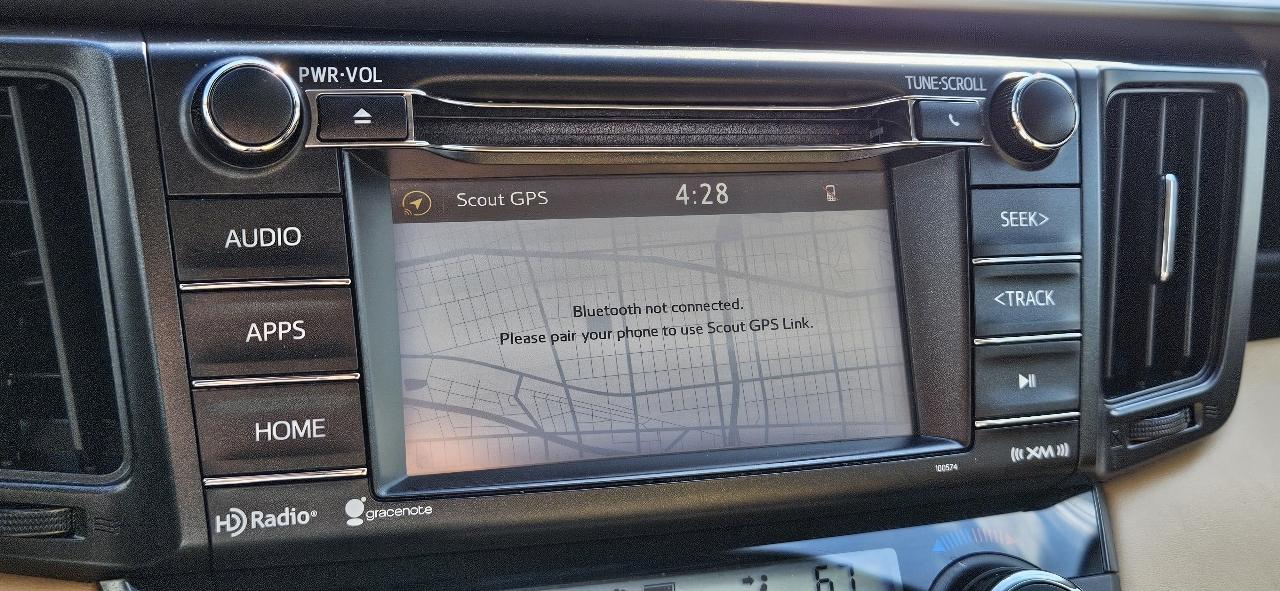 PWR·VOL
TUNE·SCROLL
Scout GPS
4:28
AUDIO
SEEK>
APPS
<TRACK
Bluetooth not connected.
Please pair your phone to use Scout GPS Link.
HOME
XM
100574
HD Radio®
gracenote